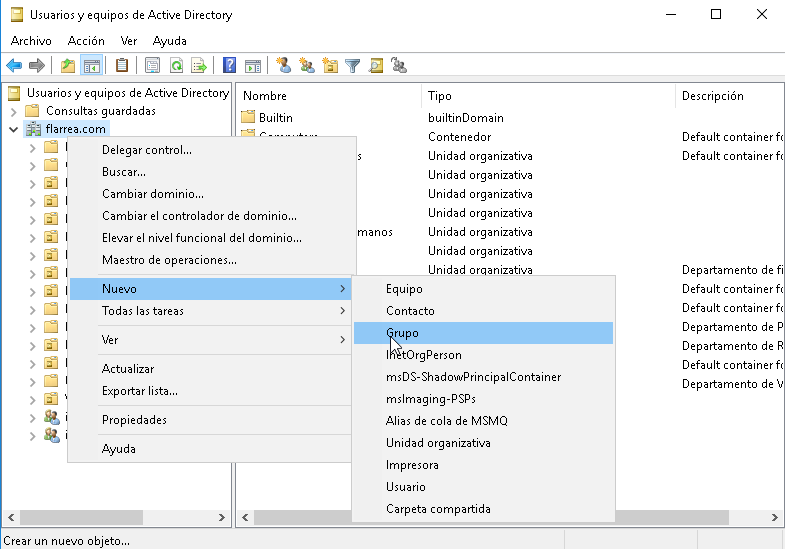 Usuarios y equipos de Active Directory
Archivo Acción Ver Ayuda
Usuarios y equipos de Active Directory
Consultas guardadas
flarrea.com
Nombre Tipo Descripción
Builtin builtinDomain
Computers Contenedor Default container fo
s Unidad organizativa Default container fo
Unidad organizativa
Unidad organizativa
Unidad organizativa
manos Unidad organizativa
Unidad organizativa
Departamento de fi
Default container fo
Default container fo
Departamento de P
Departamento de R
Default container fo
Departamento de V
Delegar control...
Buscar...
Cambiar dominio...
Cambiar el controlador de dominio...
Elevar el nivel funcional del dominio...
Maestro de operaciones...
Nuevo
Todas las tareas
Ver
Actualizar
Exportar lista...
Propiedades
Ayuda
Equipo
Contacto
Grupo
InetOrgPerson
msDS-ShadowPrincipalContainer
msImaging-PSPs
Alias de cola de MSMQ
Unidad organizativa
Impresora
Usuario
Carpeta compartida
Crear un nuevo objeto...